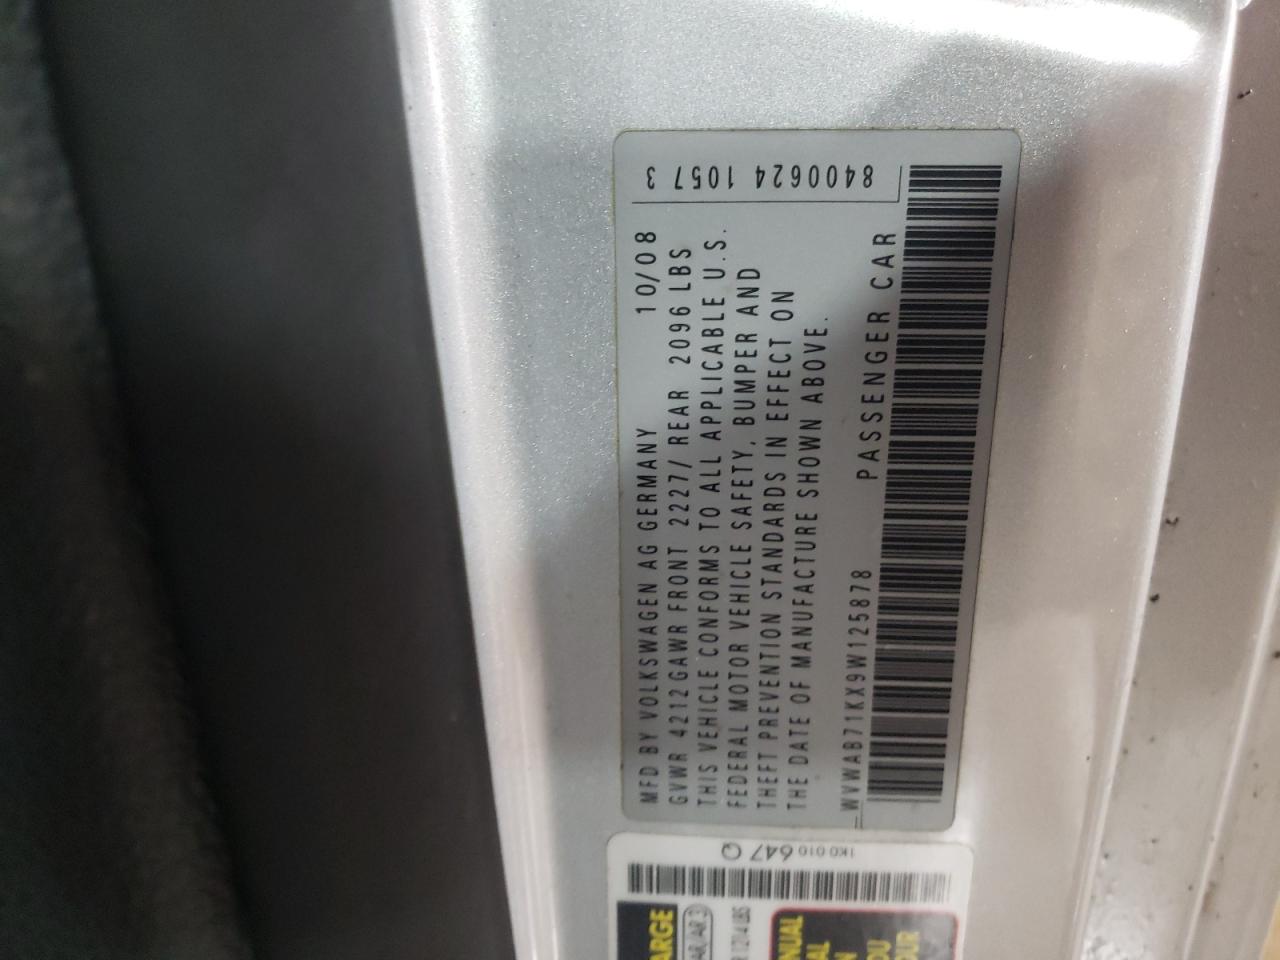 MFD BY VOLKSWAGEN AG GERMANY 10/08
GVWR 4212 GAWR FRONT 2227/ REAR 2096 LBS
THIS VEHICLE CONFORMS TO ALL APPLICABLE U.S.
FEDERAL MOTOR VEHICLE SAFETY, BUMPER AND
THEFT PREVENTION STANDARDS IN EFFECT ON
THE DATE OF MANUFACTURE SHOWN ABOVE.
WVWAB71KX9W125878 PASSENGER CAR
8400624 1057 3
1K0 010 647 Q
ARGE